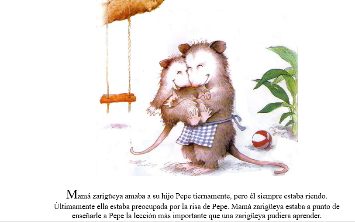 Mamá zarigüeya amaba a su hijo Pepe tiernamente, pero él siempre estaba riendo.
Últimamente ella estaba preocupada por la risa de Pepe. Mamá zarigüeya estaba a punto de
enseñarle a Pepe la lección más importante que una zarigüeya pudiera aprender.